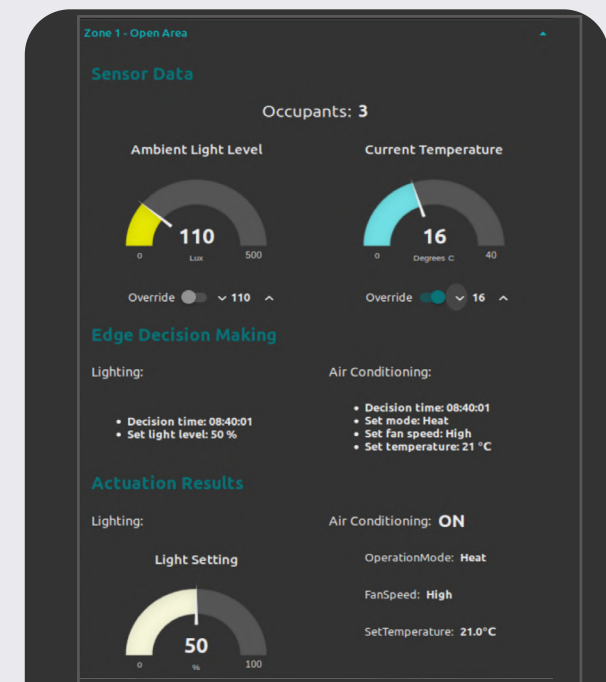 Zone 1 - Open Area
Sensor Data
Occupants: 3
Ambient Light Level
Current Temperature
110
0 Lux 500
16
0 Degrees C 40
Override 110
Override 16
Edge Decision Making
Lighting:
• Decision time: 08:40:01
• Set light level: 50 %
Air Conditioning:
• Decision time: 08:40:01
• Set mode: Heat
• Set fan speed: High
• Set temperature: 21 °C
Actuation Results
Lighting:
Light Setting
50
0 % 100
Air Conditioning: ON
OperationMode: Heat
FanSpeed: High
SetTemperature: 21.0°C